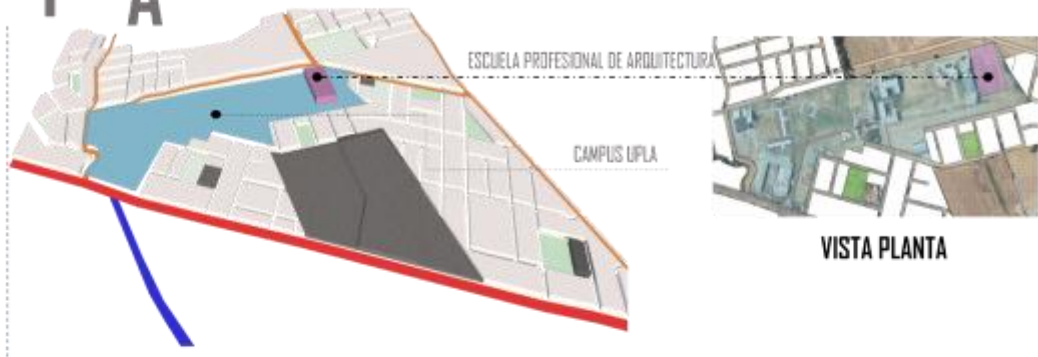 A
ESCUELA PROFESIONAL DE ARQUITECTURA
CAMPUS UPLA
VISTA PLANTA